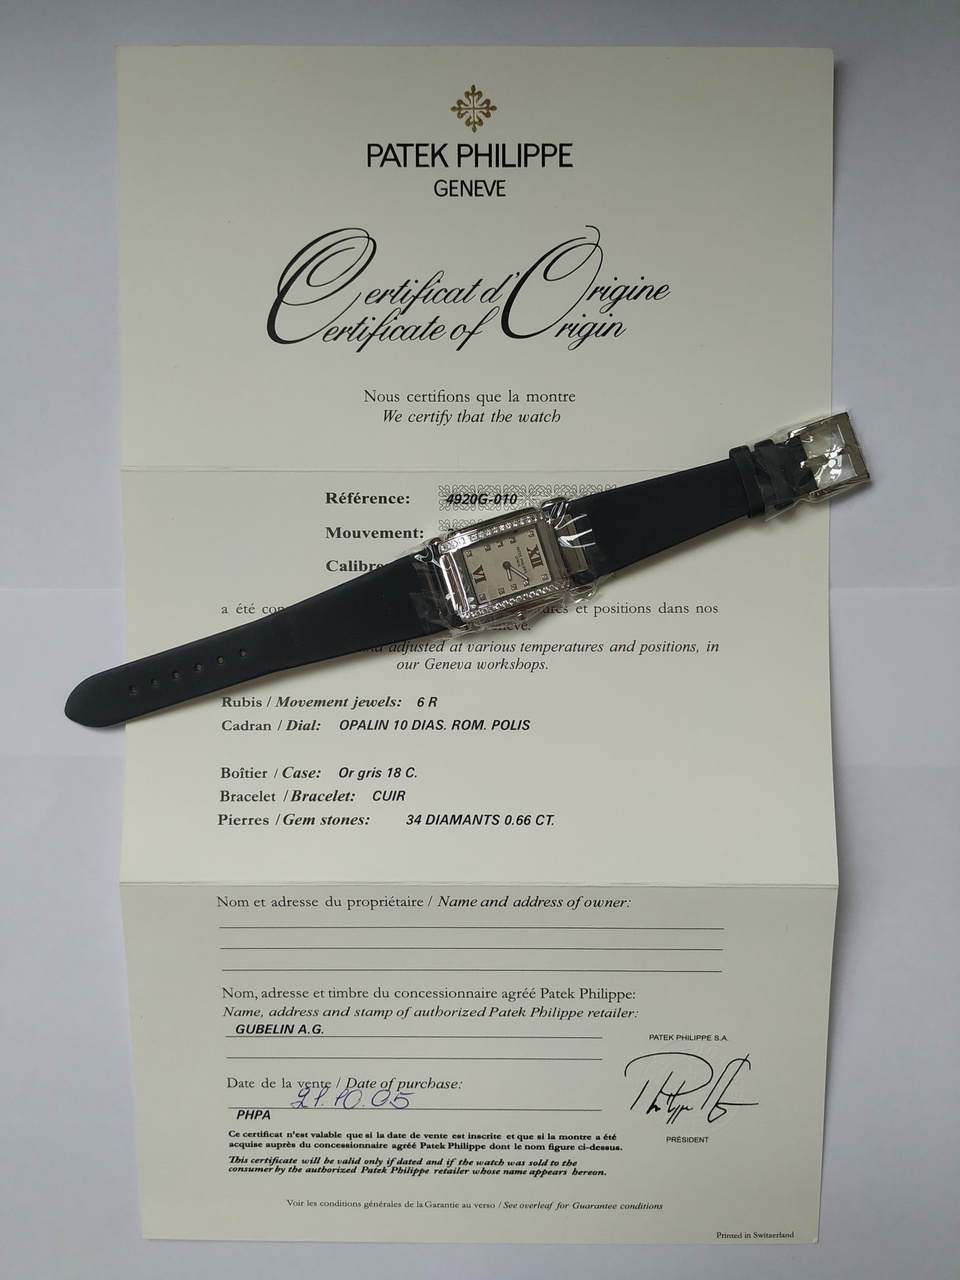 PATEK PHILIPPE
GENEVE
Certificat d'Origine
Certificate of Origin
Nous certifions que la montre
We certify that the watch
Référence: 4920G-010
Mouvement:
Calibre
XII
VI
a été
et positions dans nos
adjusted at various temperatures and positions, in
our Geneva workshops.
Rubis / Movement jewels: 6 R
Cadran / Dial: OPALIN 10 DIAS. ROM. POLIS
Boîtier / Case: Or gris 18 C.
Bracelet / Bracelet: CUIR
Pierres / Gem stones: 34 DIAMANTS 0.66 CT.
Nom et adresse du propriétaire / Name and address of owner:
Nom, adresse et timbre du concessionnaire agréé Patek Philippe:
Name, address and stamp of authorized Patek Philippe retailer:
GUBELIN A.G.
PATEK PHILIPPE S.A.
Date de la vente / Date of purchase:
21.10.05
PHPA
PRÉSIDENT
Ce certificat n'est valable que si la date de vente est inscrite et que si la montre a été
acquise auprès du concessionnaire agréé Patek Philippe dont le nom figure ci-dessus.
This certificate will be valid only if dated and if the watch was sold to the
consumer by the authorized Patek Philippe retailer whose name appears hereon.
Voir les conditions générales de la Garantie au verso / See overleaf for Guarantee conditions
Printed in Switzerland